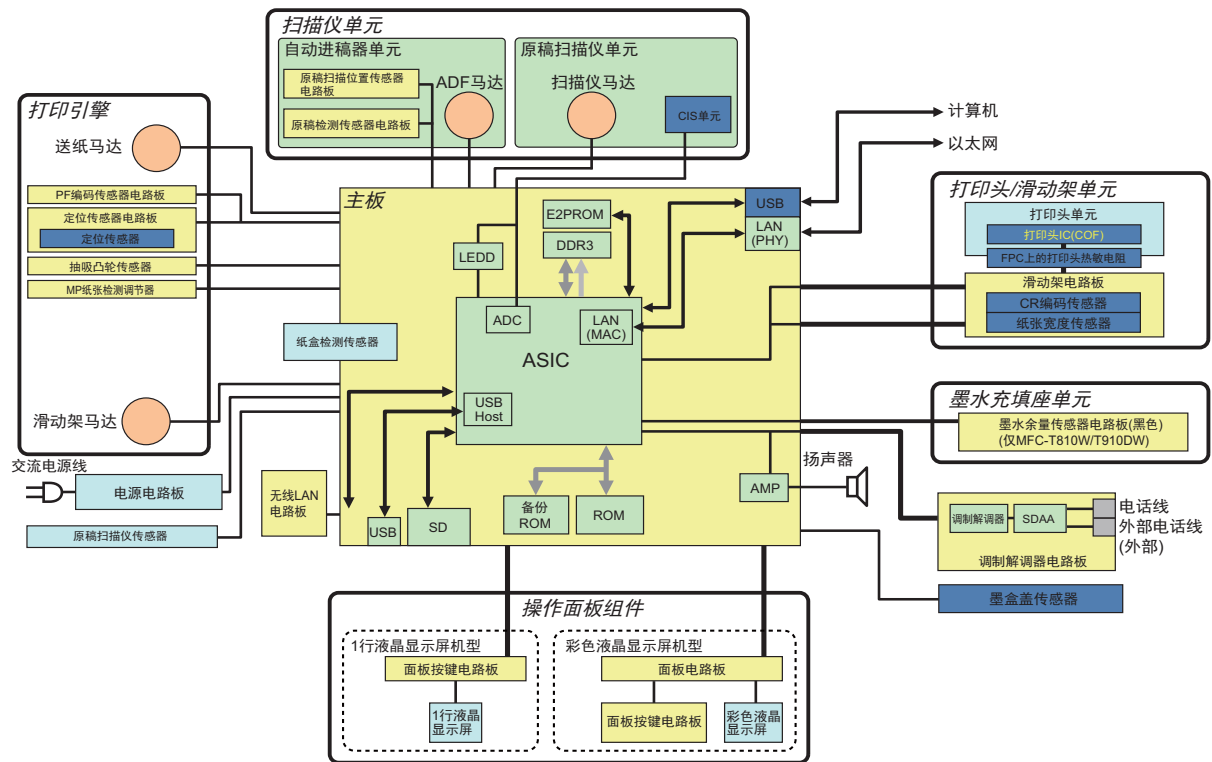 扫描仪单元
自动进稿器单元
原稿扫描位置传感器
电路板
原稿检测传感器电路板
ADF马达
原稿扫描仪单元
扫描仪马达
CIS单元
打印引擎
送纸马达
PF编码传感器电路板
定位传感器电路板
定位传感器
抽吸凸轮传感器
MP纸张检测调节器
纸盒检测传感器
滑动架马达
交流电源线
电源电路板
原稿扫描仪传感器
无线LAN
电路板
主板
E2PROM
DDR3
LEDD
USB
LAN
(PHY)
ADC
LAN
(MAC)
ASIC
USB
Host
USB
SD
备份
ROM
ROM
AMP
扬声器
计算机
以太网
打印头/滑动架单元
打印头单元
打印头IC(COF)
FPC上的打印头热敏电阻
滑动架电路板
CR编码传感器
纸张宽度传感器
墨水充填座单元
墨水余量传感器电路板(黑色)
(仅MFC-T810W/T910DW)
调制解调器
SDAA
电话线
外部电话线
(外部)
调制解调器电路板
墨盒盖传感器
操作面板组件
1行液晶显示屏机型
面板按键电路板
1行液晶
显示屏
彩色液晶显示屏机型
面板电路板
面板按键电路板
彩色液晶
显示屏